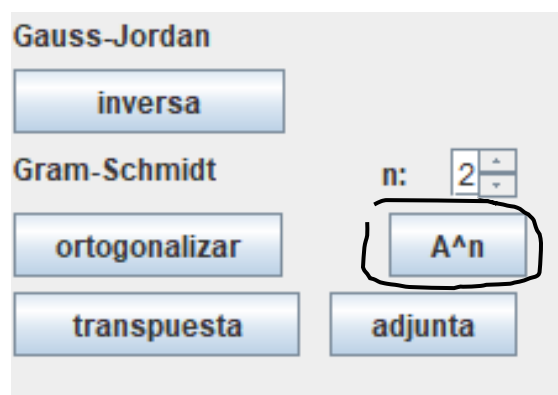 Gauss-Jordan
inversa
Gram-Schmidt n: 2
ortogonalizar A^n
transpuesta adjunta